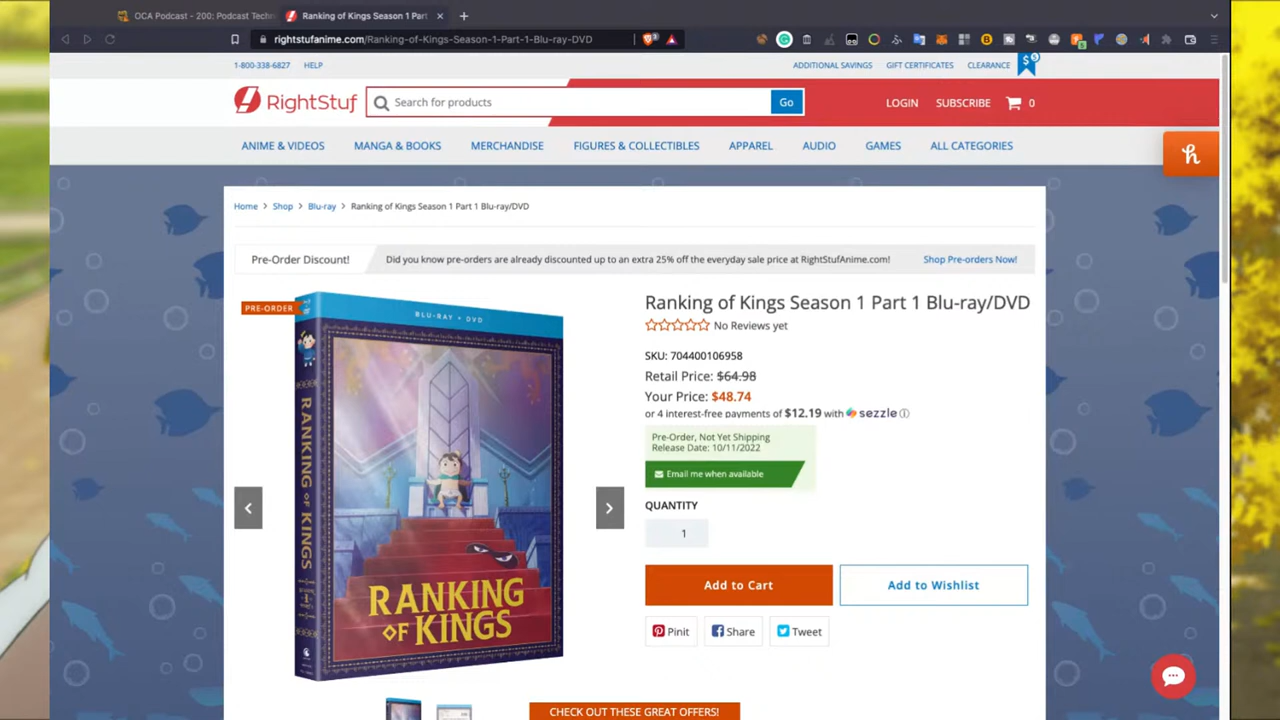 OCA Podcast - 200; Podcast Techn
Ranking of Kings Season 1 Part
rightstufanime.com/Ranking-of-Kings-Season-1-Part-1-Blu-ray-DVD
1-800-338-6827 HELP
ADDITIONAL SAVINGS GIFT CERTIFICATES CLEARANCE
RightStuf
Search for products
Go
LOGIN SUBSCRIBE 0
ANIME & VIDEOS MANGA & BOOKS MERCHANDISE FIGURES & COLLECTIBLES APPAREL AUDIO GAMES ALL CATEGORIES
Home > Shop > Blu-ray > Ranking of Kings Season 1 Part 1 Blu-ray/DVD
Pre-Order Discount! Did you know pre-orders are already discounted up to an extra 25% off the everyday sale price at RightStufAnime.com! Shop Pre-orders Now!
PRE-ORDER
BLU-RAY + DVD
RANKING OF KINGS
RANKING
OF KINGS
Ranking of Kings Season 1 Part 1 Blu-ray/DVD
No Reviews yet
SKU: 704400106958
Retail Price: $64.98
Your Price: $48.74
or 4 interest-free payments of $12.19 with sezzle
Pre-Order, Not Yet Shipping
Release Date: 10/11/2022
Email me when available
QUANTITY
1
Add to Cart
Add to Wishlist
Pinit Share Tweet
CHECK OUT THESE GREAT OFFERS!